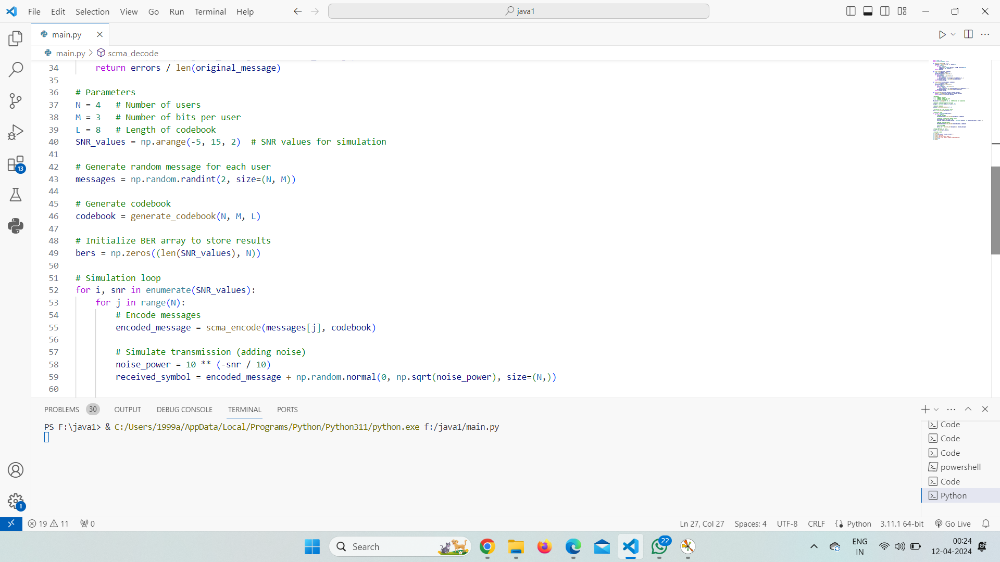 File Edit Selection View Go Run Terminal Help
java1
main.py
main.py > scma_decode
34 return errors / len(original_message)
35
36 # Parameters
37 N = 4 # Number of users
38 M = 3 # Number of bits per user
39 L = 8 # Length of codebook
40 SNR_values = np.arange(-5, 15, 2) # SNR values for simulation
41
42 # Generate random message for each user
43 messages = np.random.randint(2, size=(N, M))
44
45 # Generate codebook
46 codebook = generate_codebook(N, M, L)
47
48 # Initialize BER array to store results
49 bers = np.zeros((len(SNR_values), N))
50
51 # Simulation loop
52 for i, snr in enumerate(SNR_values):
53 for j in range(N):
54 # Encode messages
55 encoded_message = scma_encode(messages[j], codebook)
56
57 # Simulate transmission (adding noise)
58 noise_power = 10 ** (-snr / 10)
59 received_symbol = encoded_message + np.random.normal(0, np.sqrt(noise_power), size=(N,))
60
13
1
PROBLEMS 30 OUTPUT DEBUG CONSOLE TERMINAL PORTS
PS F:\java1> & C:/Users/1999a/AppData/Local/Programs/Python/Python311/python.exe f:/java1/main.py
Code
Code
Code
powershell
Code
Python
19 11 0
Ln 27, Col 27 Spaces: 4 UTF-8 CRLF Python 3.11.1 64-bit Go Live
Search
22
ENG
IN
00:24
12-04-2024